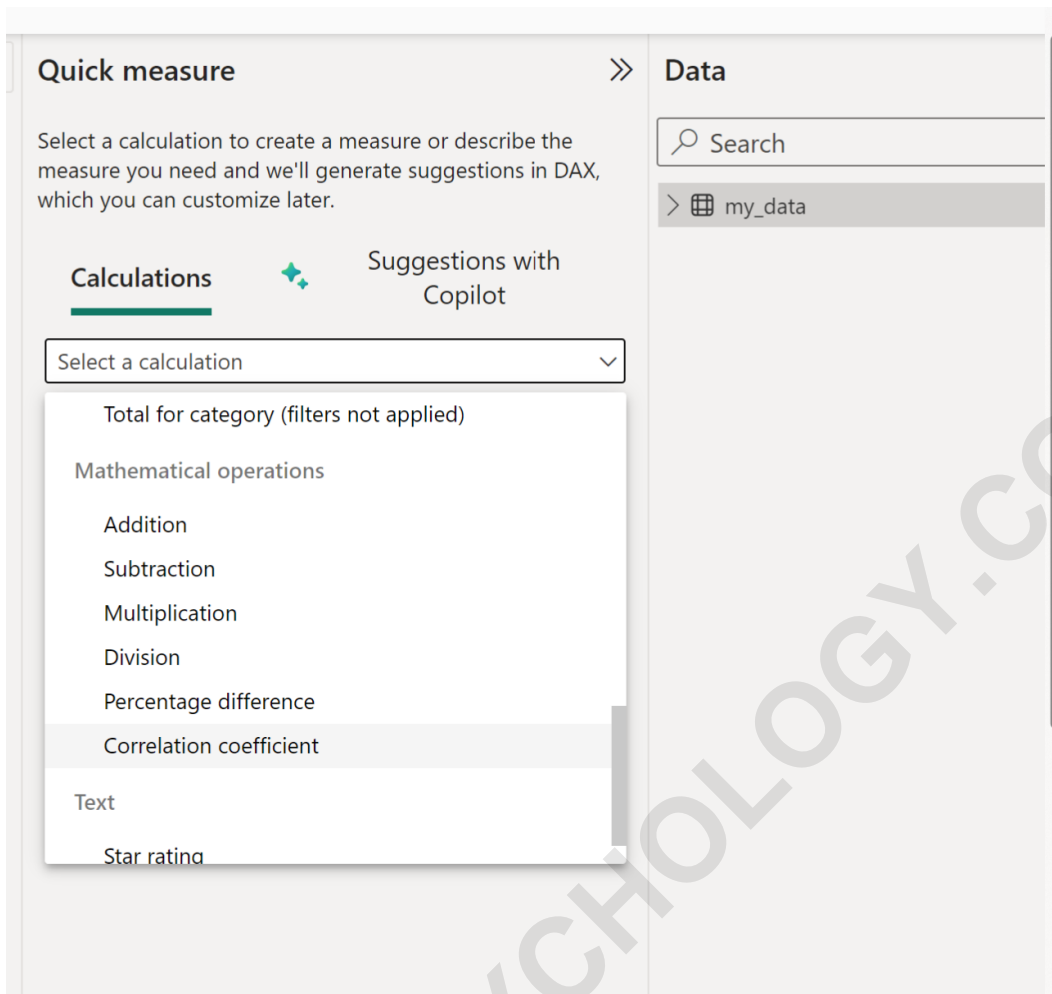 Quick measure
Data
Select a calculation to create a measure or describe the
measure you need and we'll generate suggestions in DAX,
which you can customize later.
Search
my_data
Calculations
Suggestions with
Copilot
Select a calculation
Total for category (filters not applied)
Mathematical operations
Addition
Subtraction
Multiplication
Division
Percentage difference
Correlation coefficient
Text
Star rating
YCHOLOGY.CO